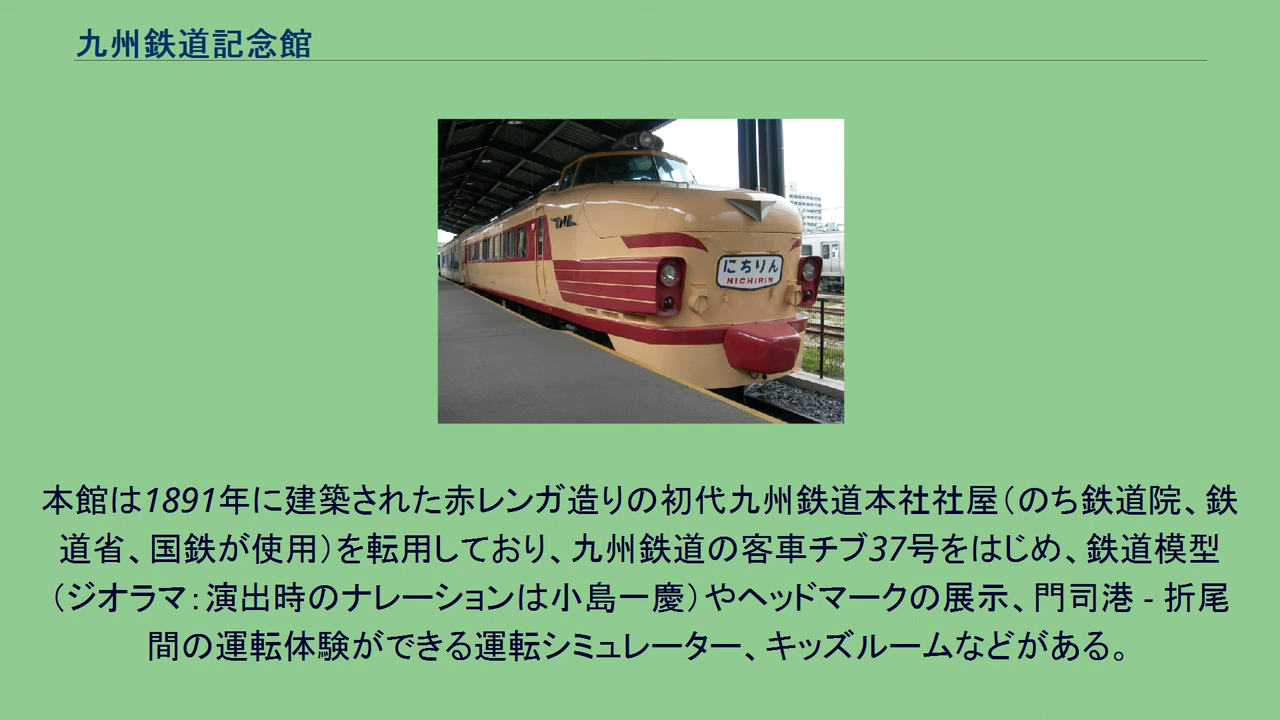 九州鉄道記念館
にちりん
NICHIRIN
本館は1891年に建築された赤レンガ造りの初代九州鉄道本社社屋（のち鉄道院、鉄
道省、国鉄が使用）を転用しており、九州鉄道の客車チブ37号をはじめ、鉄道模型
（ジオラマ：演出時のナレーションは小島一慶）やヘッドマークの展示、門司港 - 折尾
間の運転体験ができる運転シミュレーター、キッズルームなどがある。